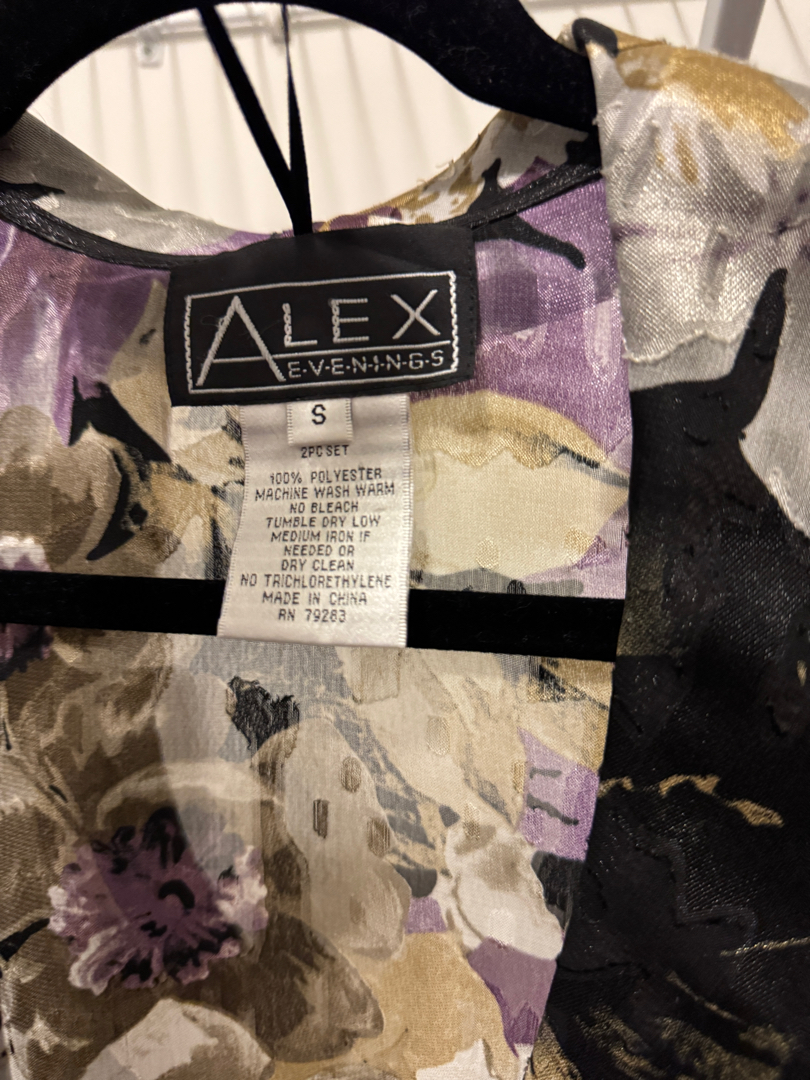 ALEX
E·V·E·N·I·N·G·S
S
2PC SET
100% POLYESTER
MACHINE WASH WARM
NO BLEACH
TUMBLE DRY LOW
MEDIUM IRON IF
NEEDED OR
DRY CLEAN
NO TRICHLORETHYLENE
MADE IN CHINA
RN 79263